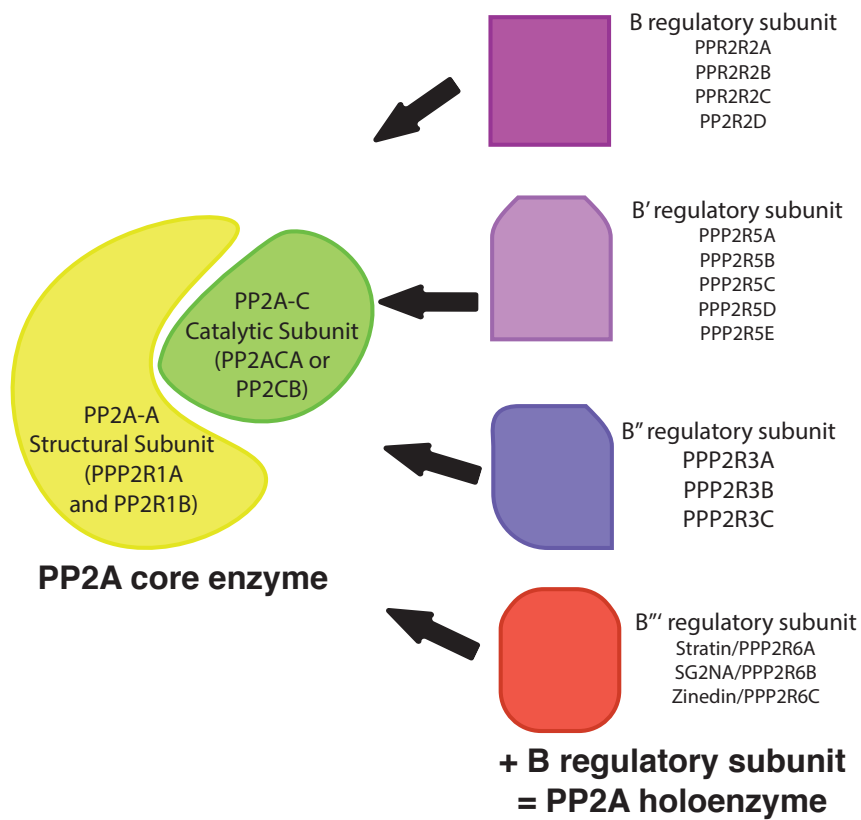 B regulatory subunit
PPR2R2A
PPR2R2B
PPR2R2C
PP2R2D
B' regulatory subunit
PPP2R5A
PPP2R5B
PPP2R5C
PPP2R5D
PPP2R5E
PP2A-C
Catalytic Subunit
(PP2ACA or
PP2CB)
PP2A-A
Structural Subunit
(PPP2R1A
and PP2R1B)
PP2A core enzyme
B" regulatory subunit
PPP2R3A
PPP2R3B
PPP2R3C
B"' regulatory subunit
Stratin/PPP2R6A
SG2NA/PPP2R6B
Zinedin/PPP2R6C
+ B regulatory subunit
= PP2A holoenzyme